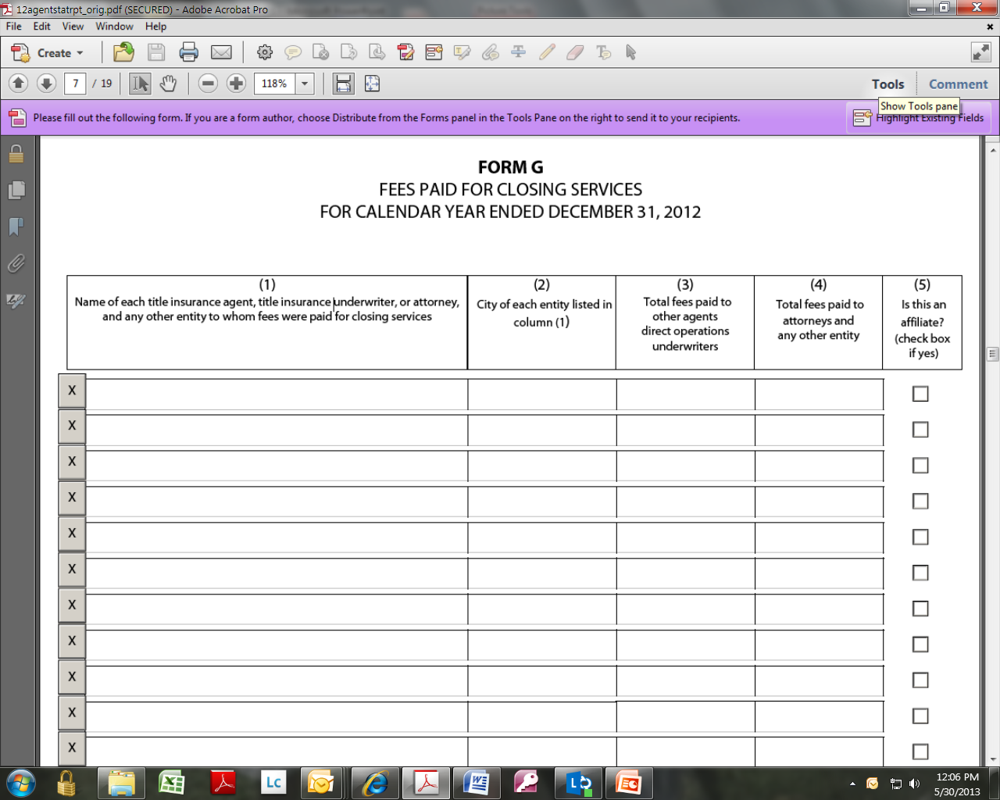 12agentstatrpt_orig.pdf (SECURED) - Adobe Acrobat Pro
File Edit View Window Help
Create
7 / 19 118% Tools Comment
Show Tools pane
Please fill out the following form. If you are a form author, choose Distribute from the Forms panel in the Tools Pane on the right to send it to your recipients. Highlight Existing Fields
FORM G
FEES PAID FOR CLOSING SERVICES
FOR CALENDAR YEAR ENDED DECEMBER 31, 2012
(1)
Name of each title insurance agent, title insurance underwriter, or attorney,
and any other entity to whom fees were paid for closing services
(2)
City of each entity listed in
column (1)
(3)
Total fees paid to
other agents
direct operations
underwriters
(4)
Total fees paid to
attorneys and
any other entity
(5)
Is this an
affiliate?
(check box
if yes)
X
X
X
X
X
X
X
X
X
X
X
Lc
12:06 PM
5/30/2013